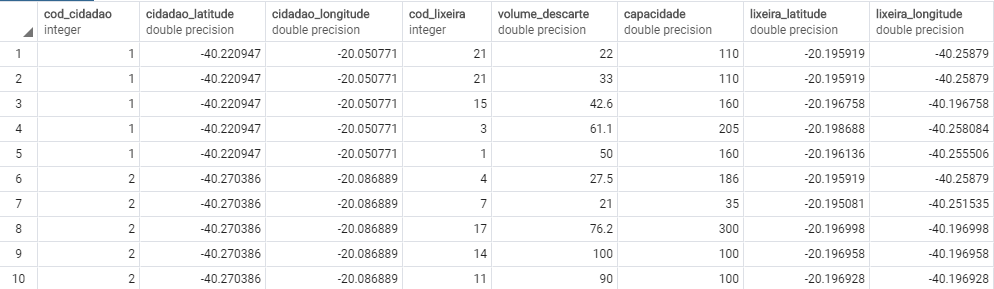 cod_cidadao cidadao_latitude cidadao_longitude cod_lixeira volume_descarte capacidade lixeira_latitude lixeira_longitude
integer double precision double precision integer double precision double precision double precision double precision
1 1 -40.220947 -20.050771 21 22 110 -20.195919 -40.25879
2 1 -40.220947 -20.050771 21 33 110 -20.195919 -40.25879
3 1 -40.220947 -20.050771 15 42.6 160 -20.196758 -40.196758
4 1 -40.220947 -20.050771 3 61.1 205 -20.198688 -40.258084
5 1 -40.220947 -20.050771 1 50 160 -20.196136 -40.255506
6 2 -40.270386 -20.086889 4 27.5 186 -20.195919 -40.25879
7 2 -40.270386 -20.086889 7 21 35 -20.195081 -40.251535
8 2 -40.270386 -20.086889 17 76.2 300 -20.196998 -40.196998
9 2 -40.270386 -20.086889 14 100 100 -20.196958 -40.196958
10 2 -40.270386 -20.086889 11 90 100 -20.196928 -40.196928